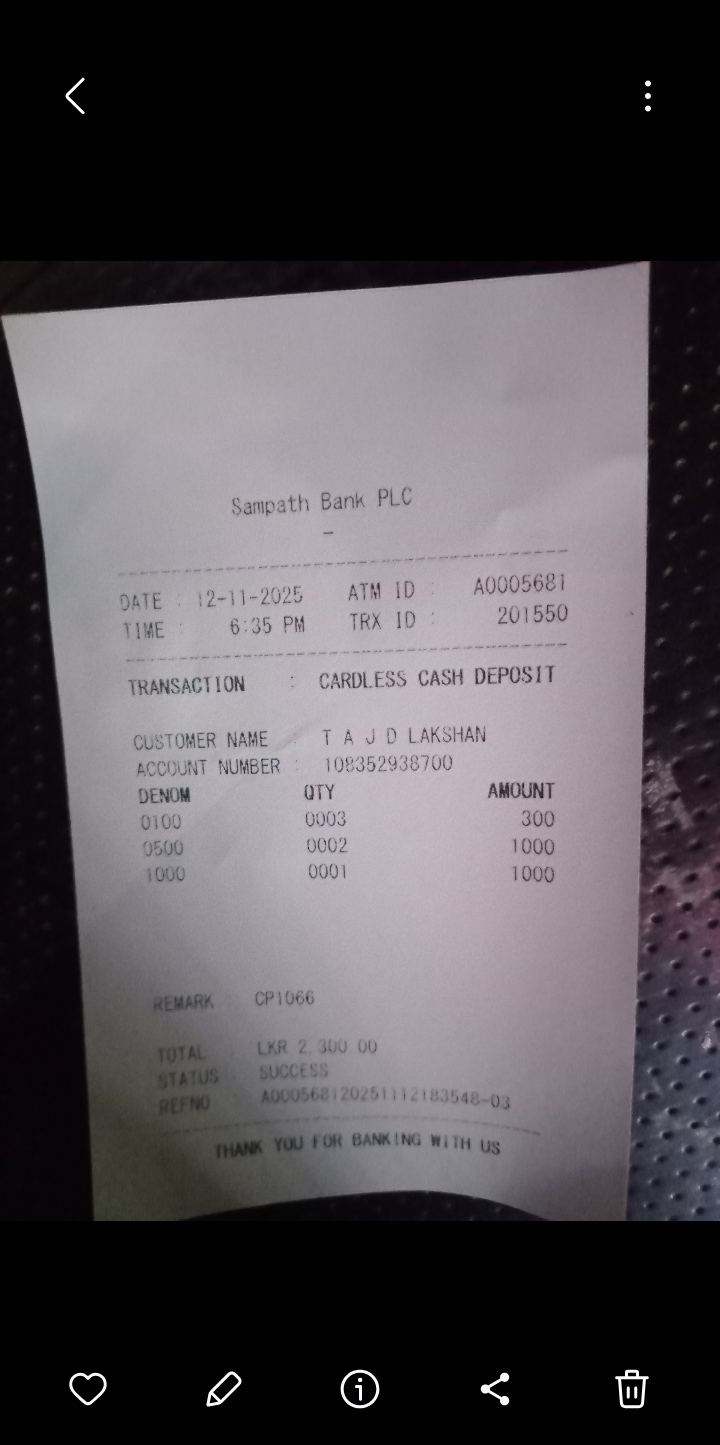 Sampath Bank PLC
-
DATE : 12-11-2025 ATM ID : A0005681
TIME : 6:35 PM TRX ID : 201550
TRANSACTION : CARDLESS CASH DEPOSIT
CUSTOMER NAME : T A J D LAKSHAN
ACCOUNT NUMBER : 108352938700
DENOM QTY AMOUNT
0100 0003 300
0500 0002 1000
1000 0001 1000
REMARK CP1066
TOTAL LKR 2,300.00
STATUS SUCCESS
REFNO A000568120251112183548-03
THANK YOU FOR BANKING WITH US